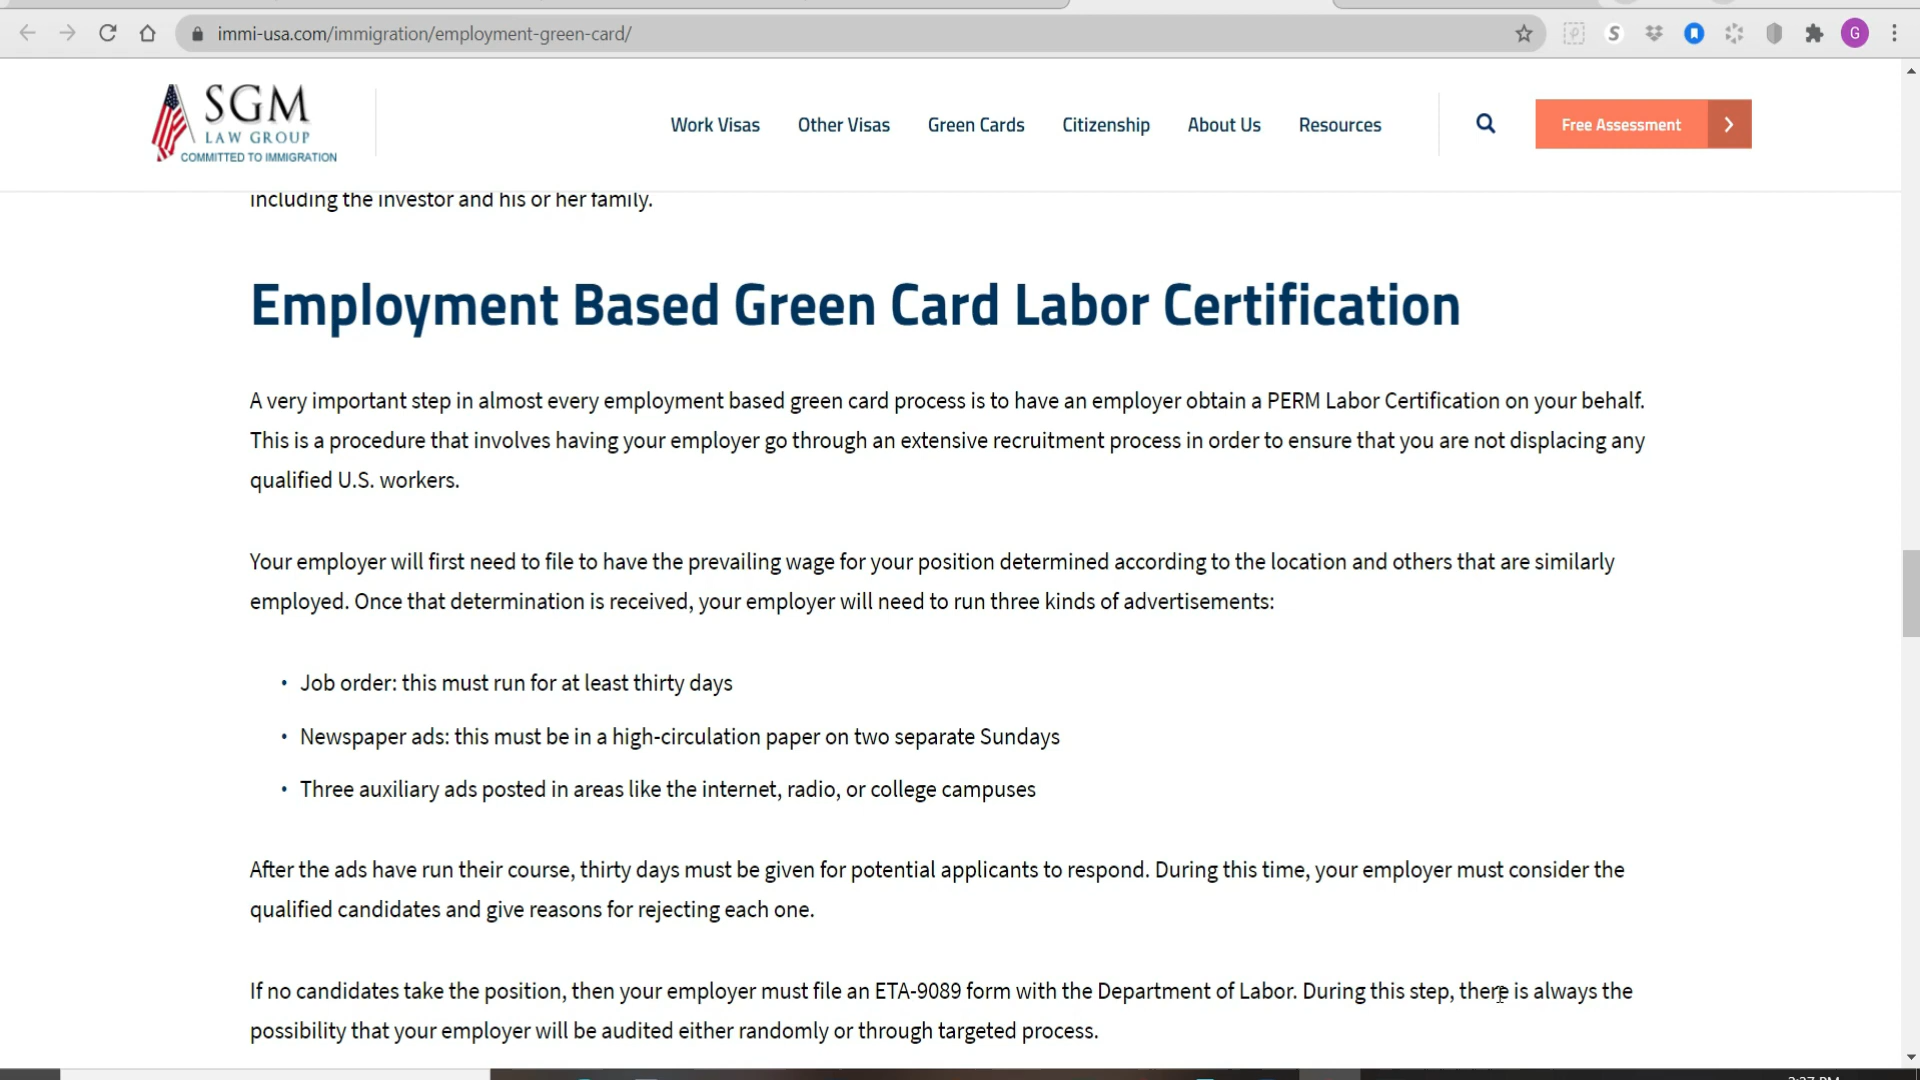 immi-usa.com/immigration/employment-green-card/
S
G
SGM
LAW GROUP
COMMITTED TO IMMIGRATION
Work Visas Other Visas Green Cards Citizenship About Us Resources Free Assessment
including the investor and his or her family.
Employment Based Green Card Labor Certification
A very important step in almost every employment based green card process is to have an employer obtain a PERM Labor Certification on your behalf.
This is a procedure that involves having your employer go through an extensive recruitment process in order to ensure that you are not displacing any
qualified U.S. workers.
Your employer will first need to file to have the prevailing wage for your position determined according to the location and others that are similarly
employed. Once that determination is received, your employer will need to run three kinds of advertisements:
• Job order: this must run for at least thirty days
• Newspaper ads: this must be in a high-circulation paper on two separate Sundays
• Three auxiliary ads posted in areas like the internet, radio, or college campuses
After the ads have run their course, thirty days must be given for potential applicants to respond. During this time, your employer must consider the
qualified candidates and give reasons for rejecting each one.
If no candidates take the position, then your employer must file an ETA-9089 form with the Department of Labor. During this step, there is always the
possibility that your employer will be audited either randomly or through targeted process.